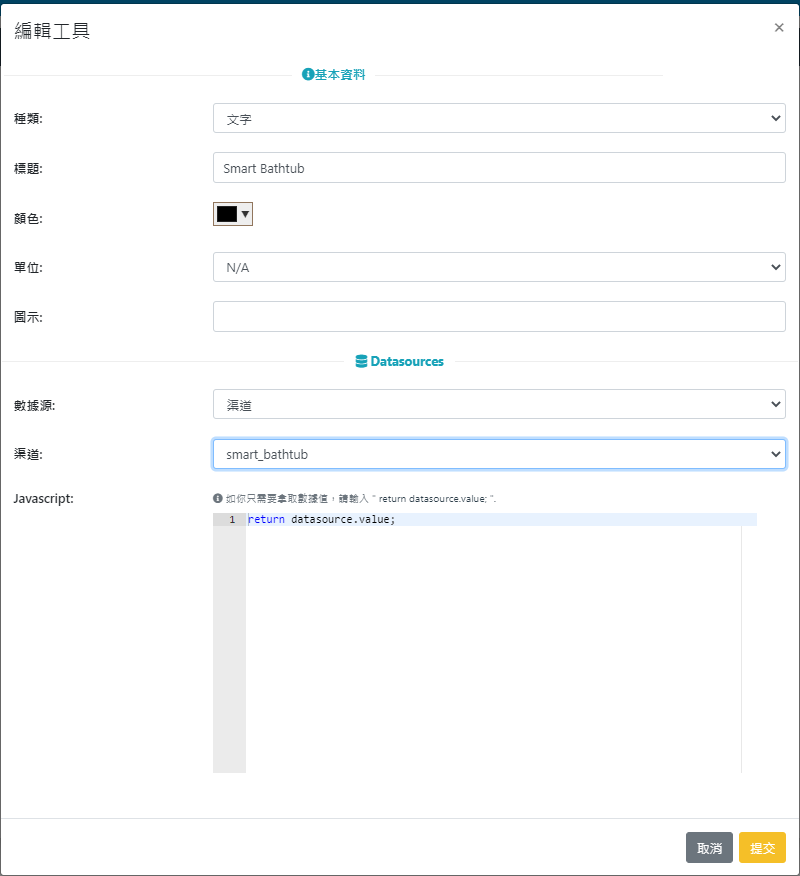 編輯工具
×
基本資料
種類:
文字
標題:
Smart Bathtub
顏色:
單位:
N/A
圖示:
Datasources
數據源:
渠道
渠道:
smart_bathtub
Javascript:
如你只需要拿取數據值，請輸入 " return datasource.value; ".
1 return datasource.value;
取消
提交